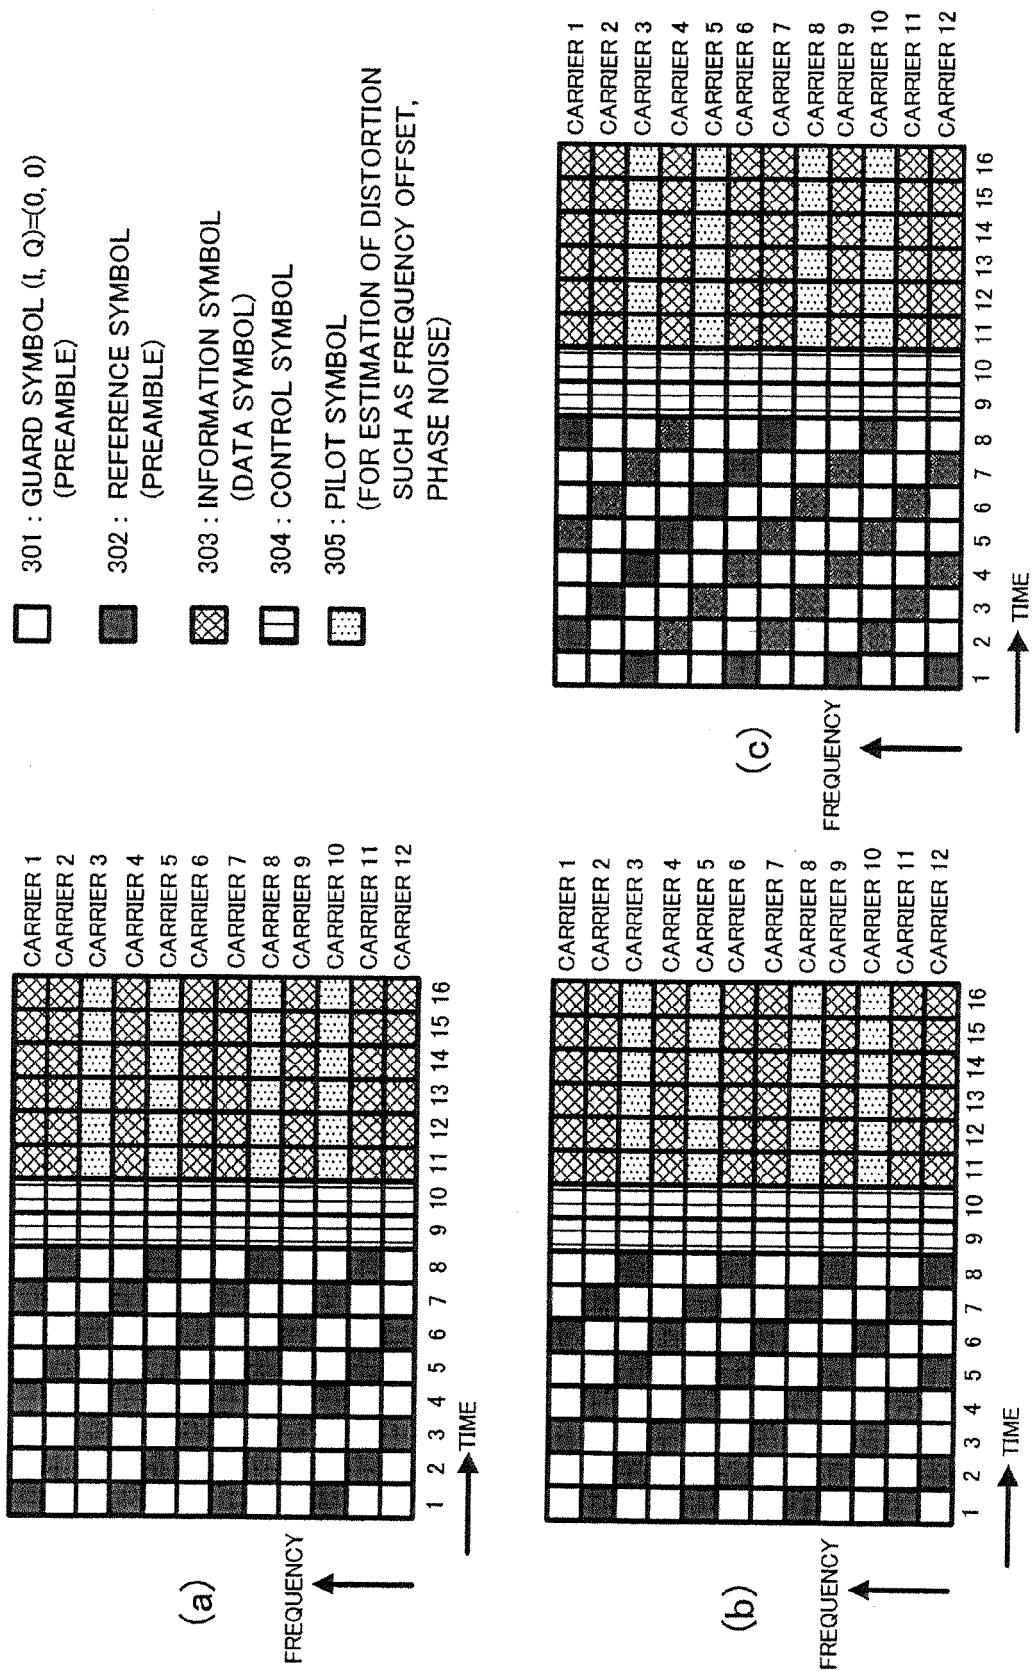 301 : GUARD SYMBOL (I, Q)=(0, 0)
(PREAMBLE)
302 : REFERENCE SYMBOL
(PREAMBLE)
303 : INFORMATION SYMBOL
(DATA SYMBOL)
304 : CONTROL SYMBOL
305 : PILOT SYMBOL
(FOR ESTIMATION OF DISTORTION
SUCH AS FREQUENCY OFFSET,
PHASE NOISE)
(a)
FREQUENCY
CARRIER 1
CARRIER 2
CARRIER 3
CARRIER 4
CARRIER 5
CARRIER 6
CARRIER 7
CARRIER 8
CARRIER 9
CARRIER 10
CARRIER 11
CARRIER 12
1 2 3 4 5 6 7 8 9 10 11 12 13 14 15 16
TIME
(b)
FREQUENCY
CARRIER 1
CARRIER 2
CARRIER 3
CARRIER 4
CARRIER 5
CARRIER 6
CARRIER 7
CARRIER 8
CARRIER 9
CARRIER 10
CARRIER 11
CARRIER 12
1 2 3 4 5 6 7 8 9 10 11 12 13 14 15 16
TIME
(c)
FREQUENCY
CARRIER 1
CARRIER 2
CARRIER 3
CARRIER 4
CARRIER 5
CARRIER 6
CARRIER 7
CARRIER 8
CARRIER 9
CARRIER 10
CARRIER 11
CARRIER 12
1 2 3 4 5 6 7 8 9 10 11 12 13 14 15 16
TIME